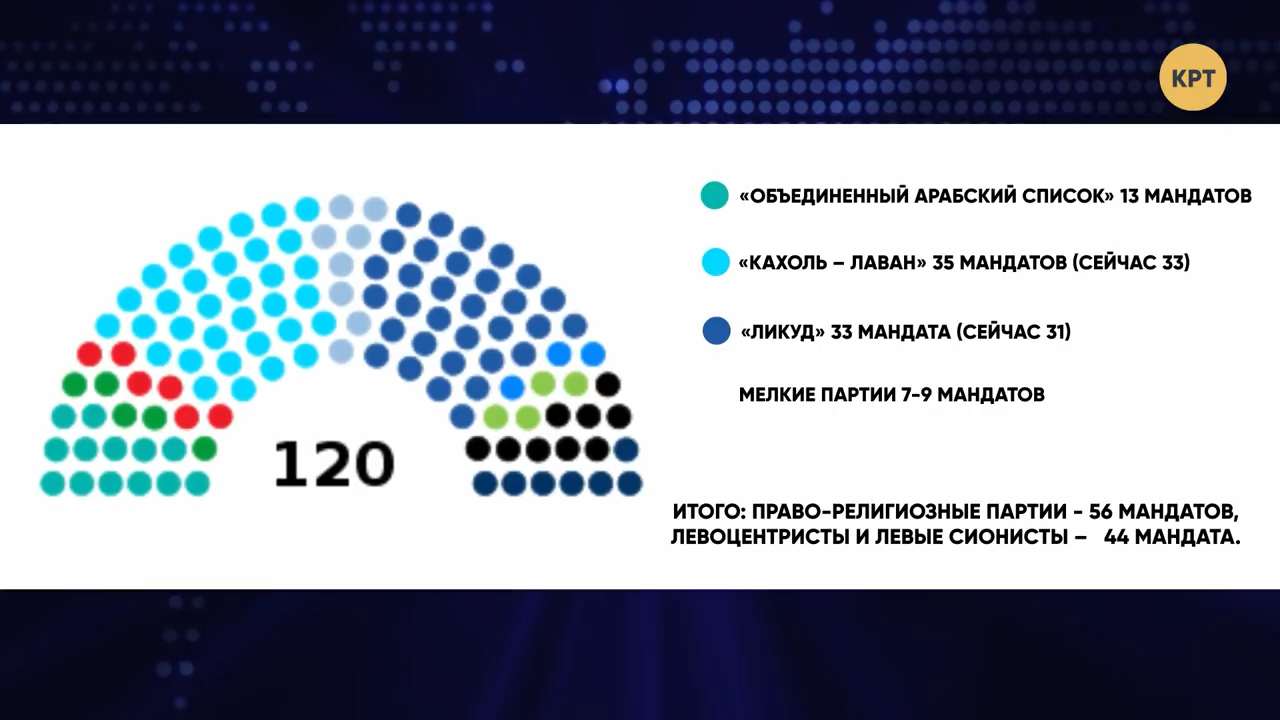 КРТ
«ОБЪЕДИНЕННЫЙ АРАБСКИЙ СПИСОК» 13 МАНДАТОВ
«КАХОЛЬ – ЛАВАН» 35 МАНДАТОВ (СЕЙЧАС 33)
«ЛИКУД» 33 МАНДАТА (СЕЙЧАС 31)
МЕЛКИЕ ПАРТИИ 7-9 МАНДАТОВ
120
ИТОГО: ПРАВО-РЕЛИГИОЗНЫЕ ПАРТИИ - 56 МАНДАТОВ,
ЛЕВОЦЕНТРИСТЫ И ЛЕВЫЕ СИОНИСТЫ – 44 МАНДАТА.